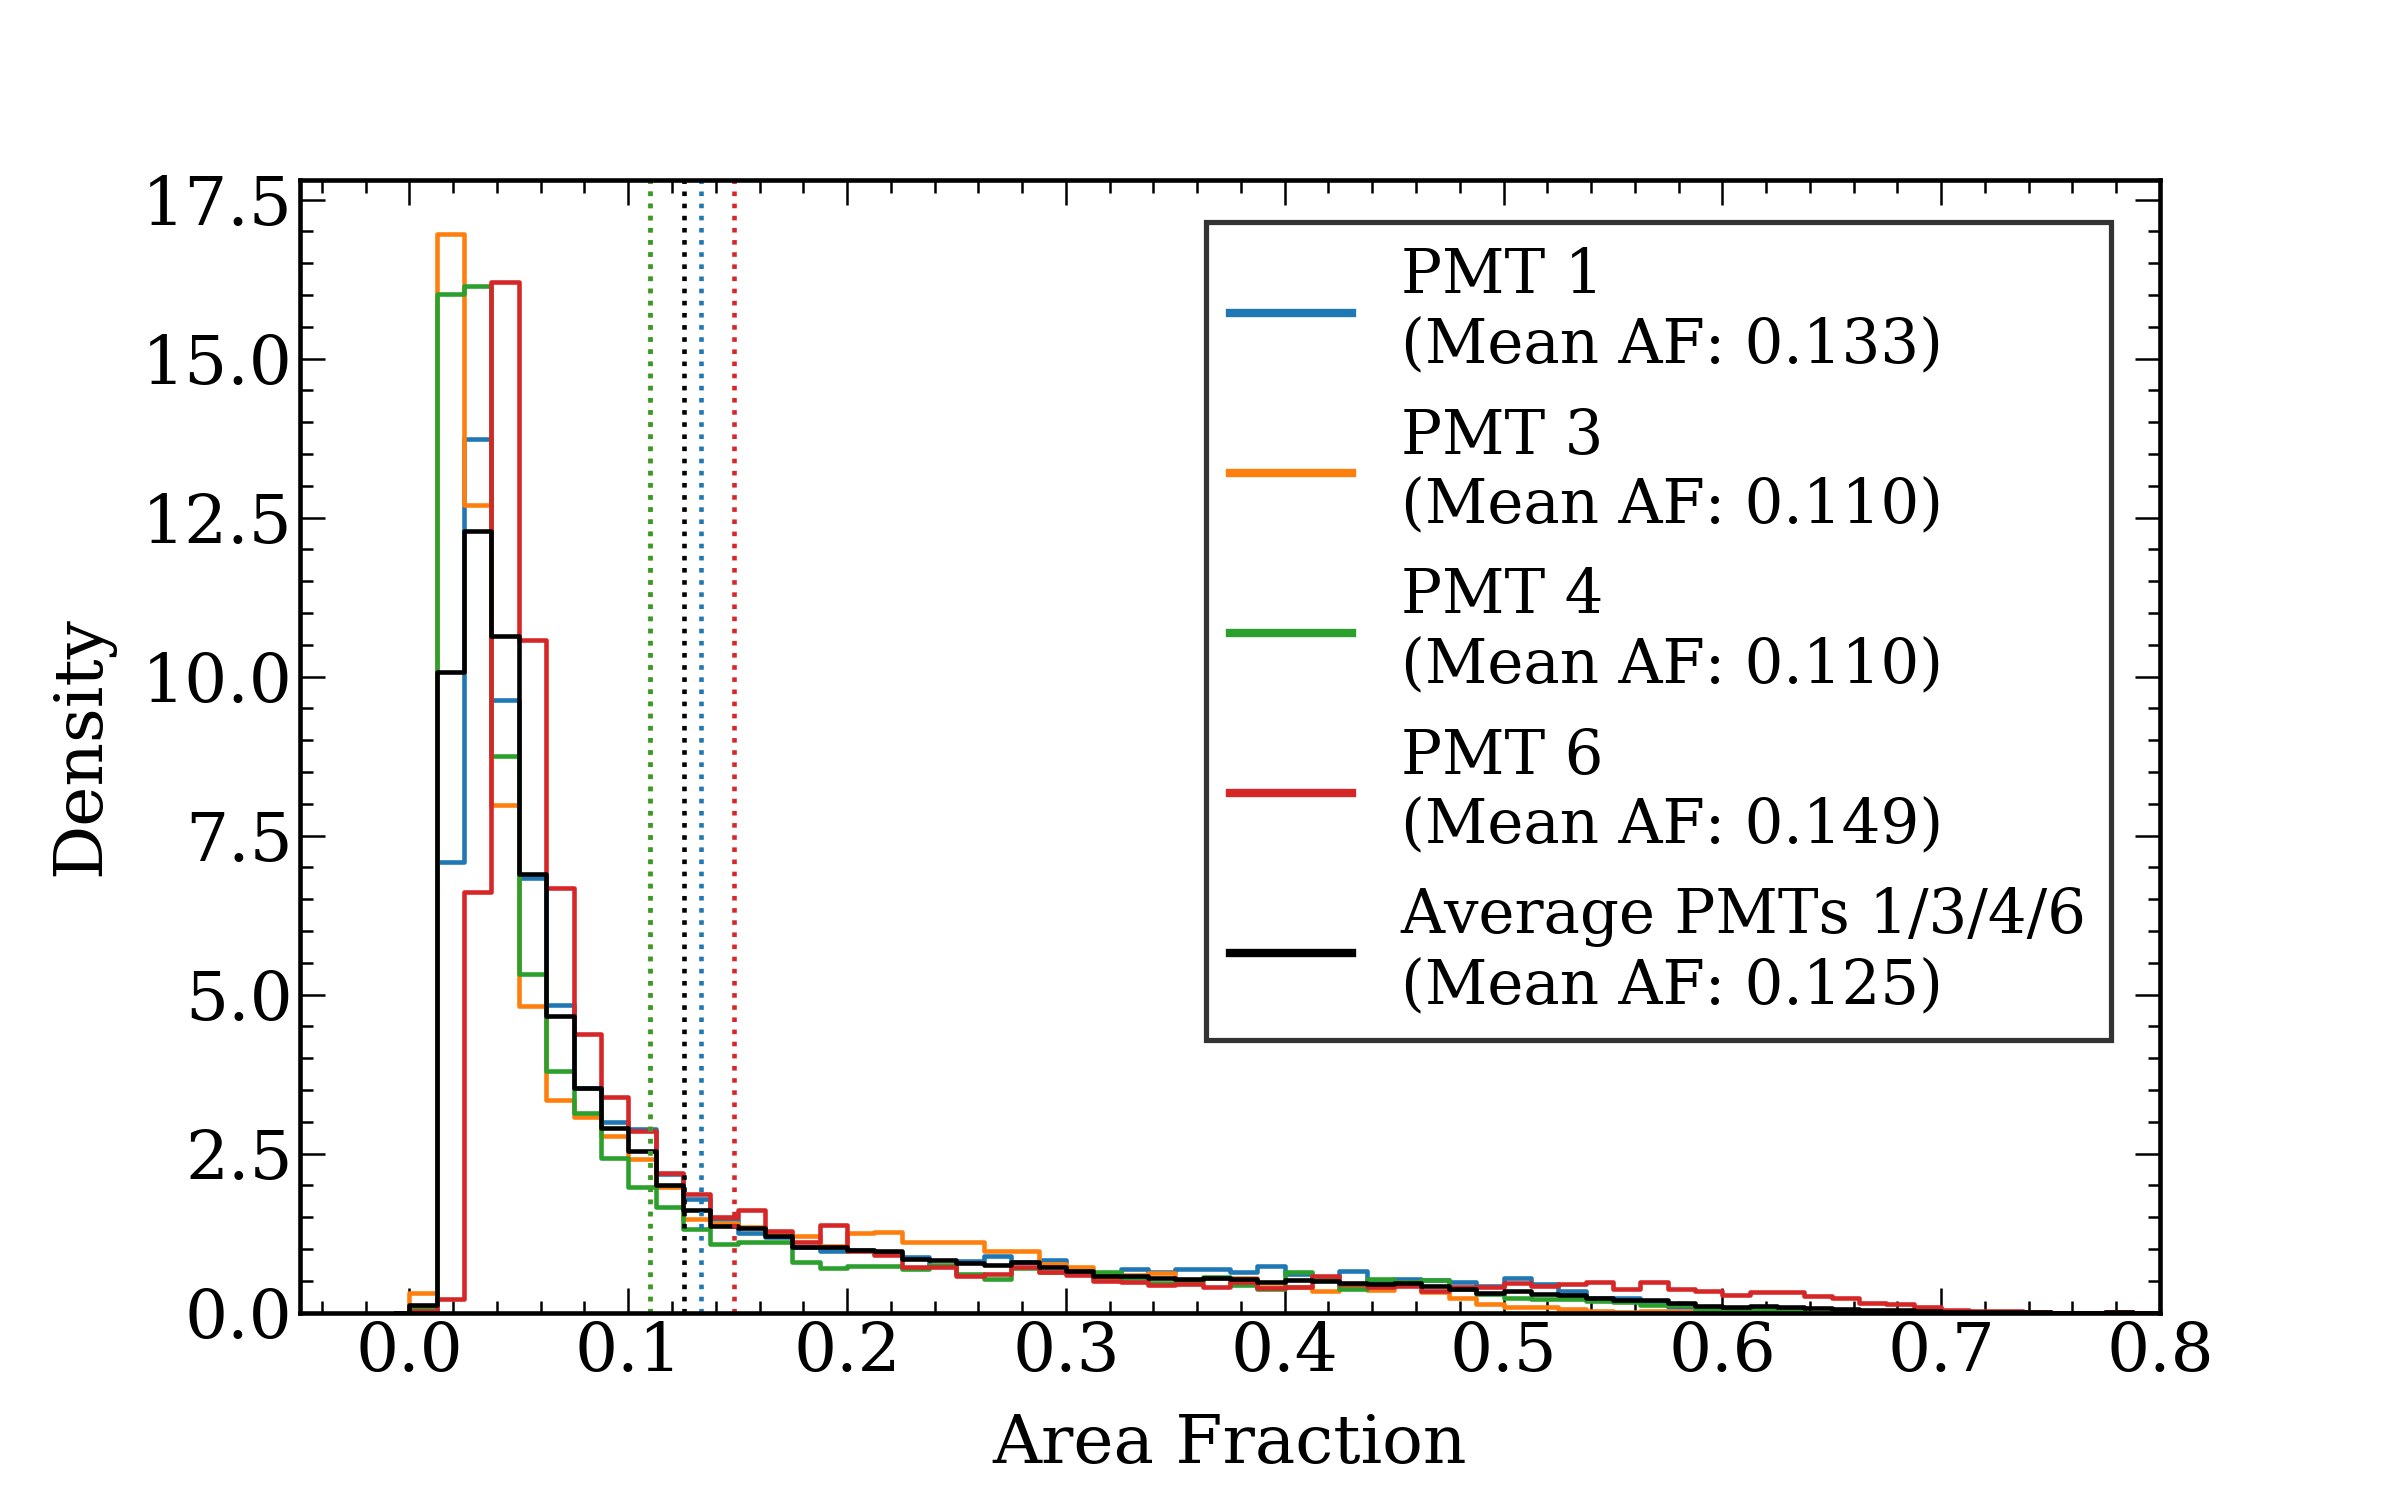 17.5
15.0
12.5
10.0
7.5
5.0
2.5
0.0
Density
PMT 1
(Mean AF: 0.133)
PMT 3
(Mean AF: 0.110)
PMT 4
(Mean AF: 0.110)
PMT 6
(Mean AF: 0.149)
Average PMTs 1/3/4/6
(Mean AF: 0.125)
0.0 0.1 0.2 0.3 0.4 0.5 0.6 0.7 0.8
Area Fraction